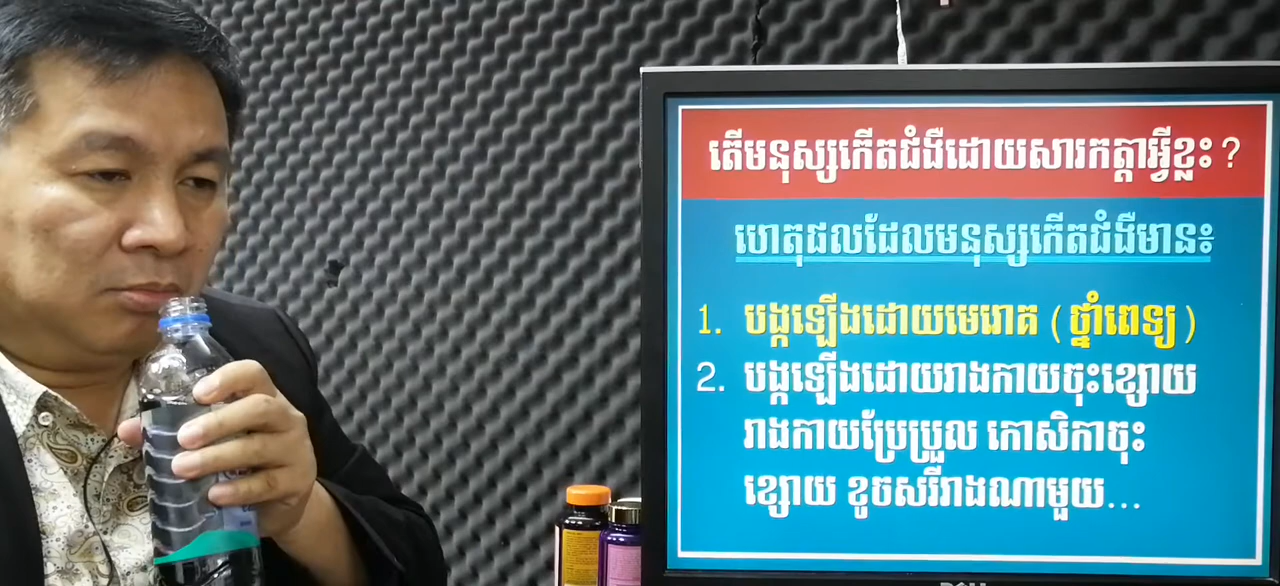 តើមនុស្សកើតជំងឺដោយសារកត្តាអ្វីខ្លះ ?
ហេតុផលដែលមនុស្សកើតជំងឺមាន៖
1. បង្កឡើងដោយមេរោគ ( ថ្នាំពេទ្យ )
2. បង្កឡើងដោយរាងកាយចុះខ្សោយ
រាងកាយប្រែប្រួល កោសិកាចុះ
ខ្សោយ ខូចសរីរាងណាមួយ...